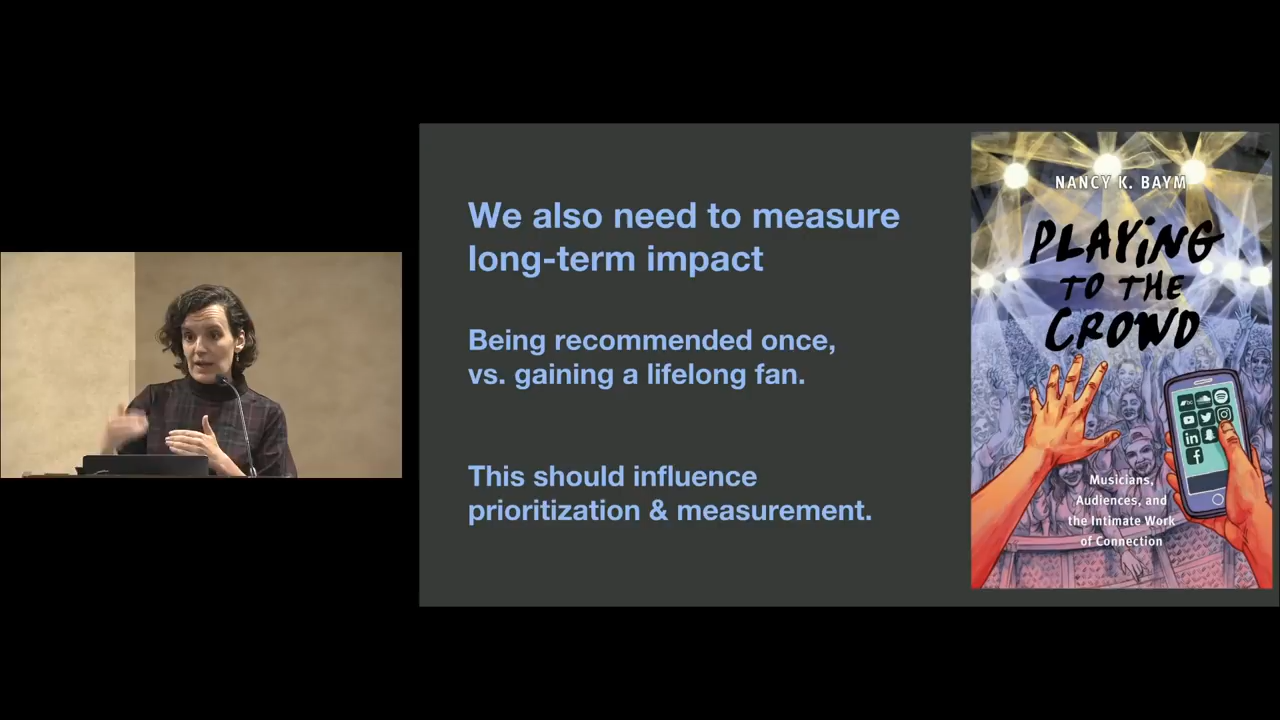 We also need to measure
long-term impact
Being recommended once,
vs. gaining a lifelong fan.
This should influence
prioritization & measurement.
NANCY K. BAYM
PLAYiNG
TO THE
CROWD
Musicians,
Audiences, and
the Intimate Work
of Connection